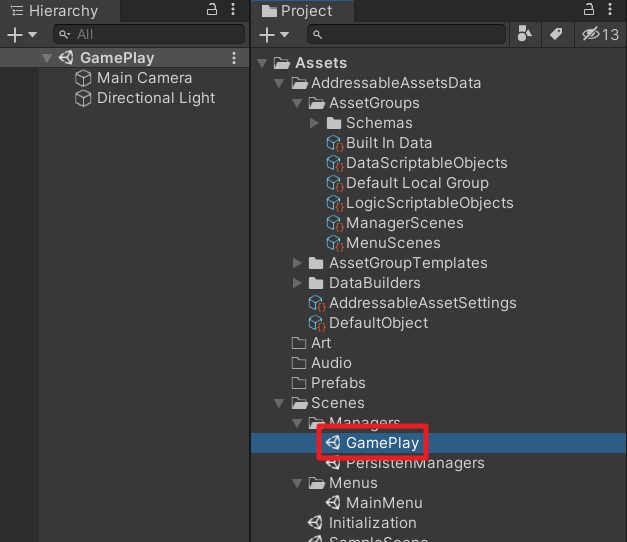 Hierarchy
All
GamePlay
Main Camera
Directional Light
Project
13
Assets
AddressableAssetsData
AssetGroups
Schemas
Built In Data
DataScriptableObjects
Default Local Group
LogicScriptableObjects
ManagerScenes
MenuScenes
AssetGroupTemplates
DataBuilders
AddressableAssetSettings
DefaultObject
Art
Audio
Prefabs
Scenes
Managers
GamePlay
PersistenManagers
Menus
MainMenu
Initialization
SampleScene